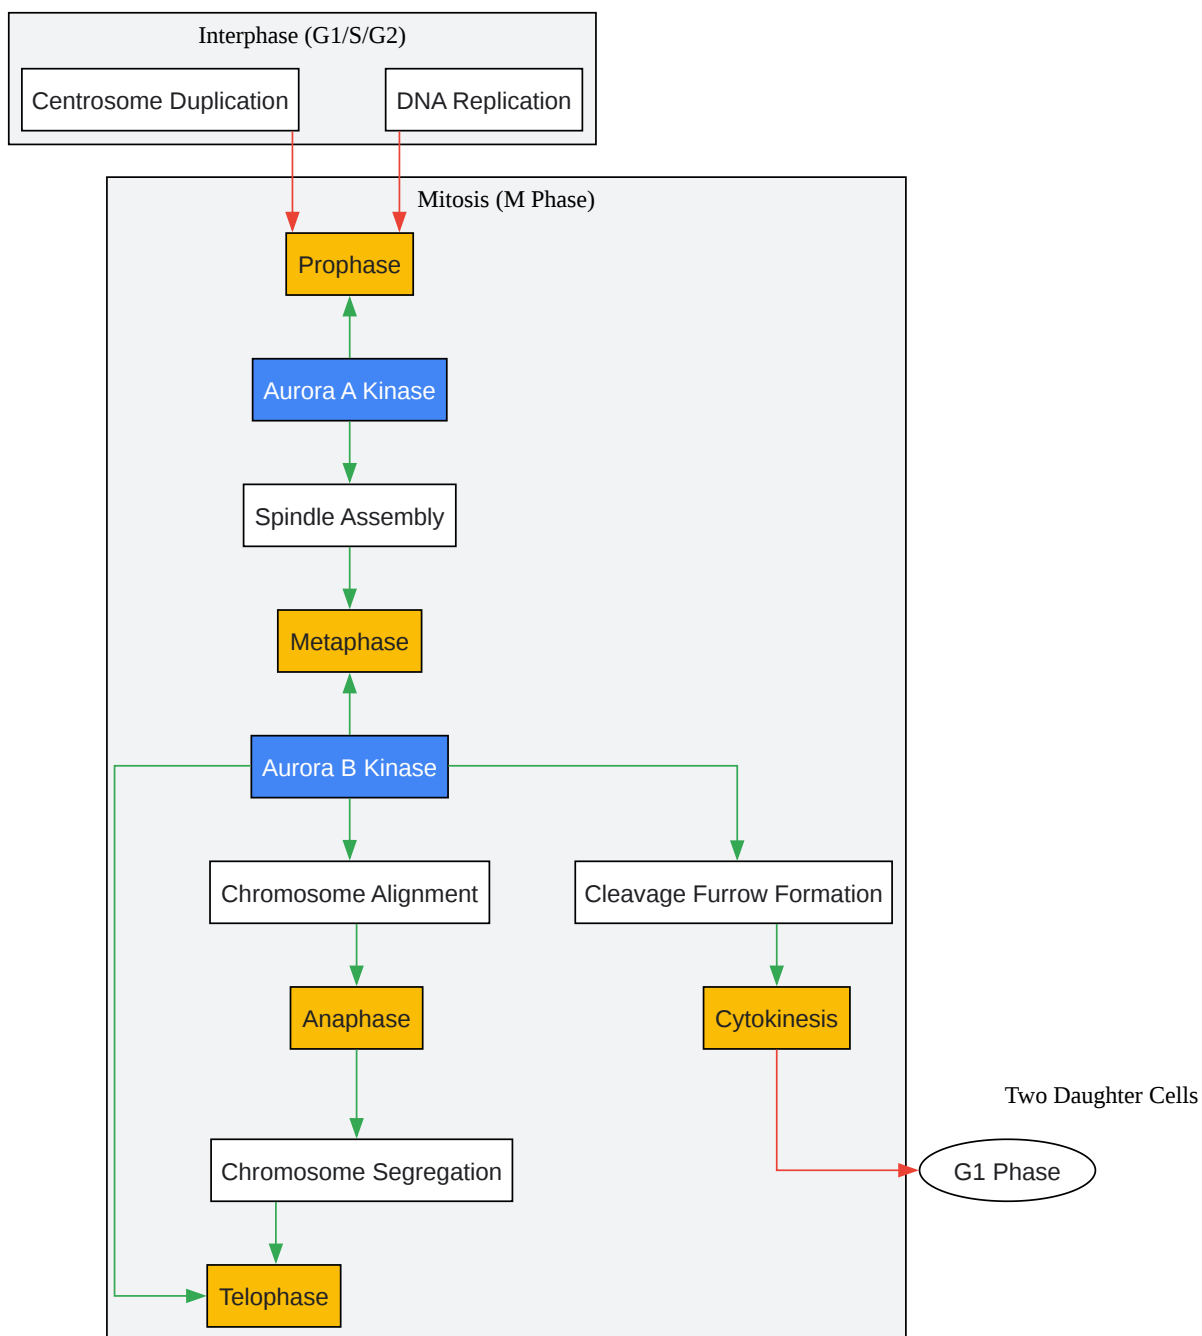 Interphase (G1/S/G2)
Centrosome Duplication
DNA Replication
Mitosis (M Phase)
Prophase
Aurora A Kinase
Spindle Assembly
Metaphase
Aurora B Kinase
Chromosome Alignment
Cleavage Furrow Formation
Anaphase
Cytokinesis
Two Daughter Cells
Chromosome Segregation
G1 Phase
Telophase